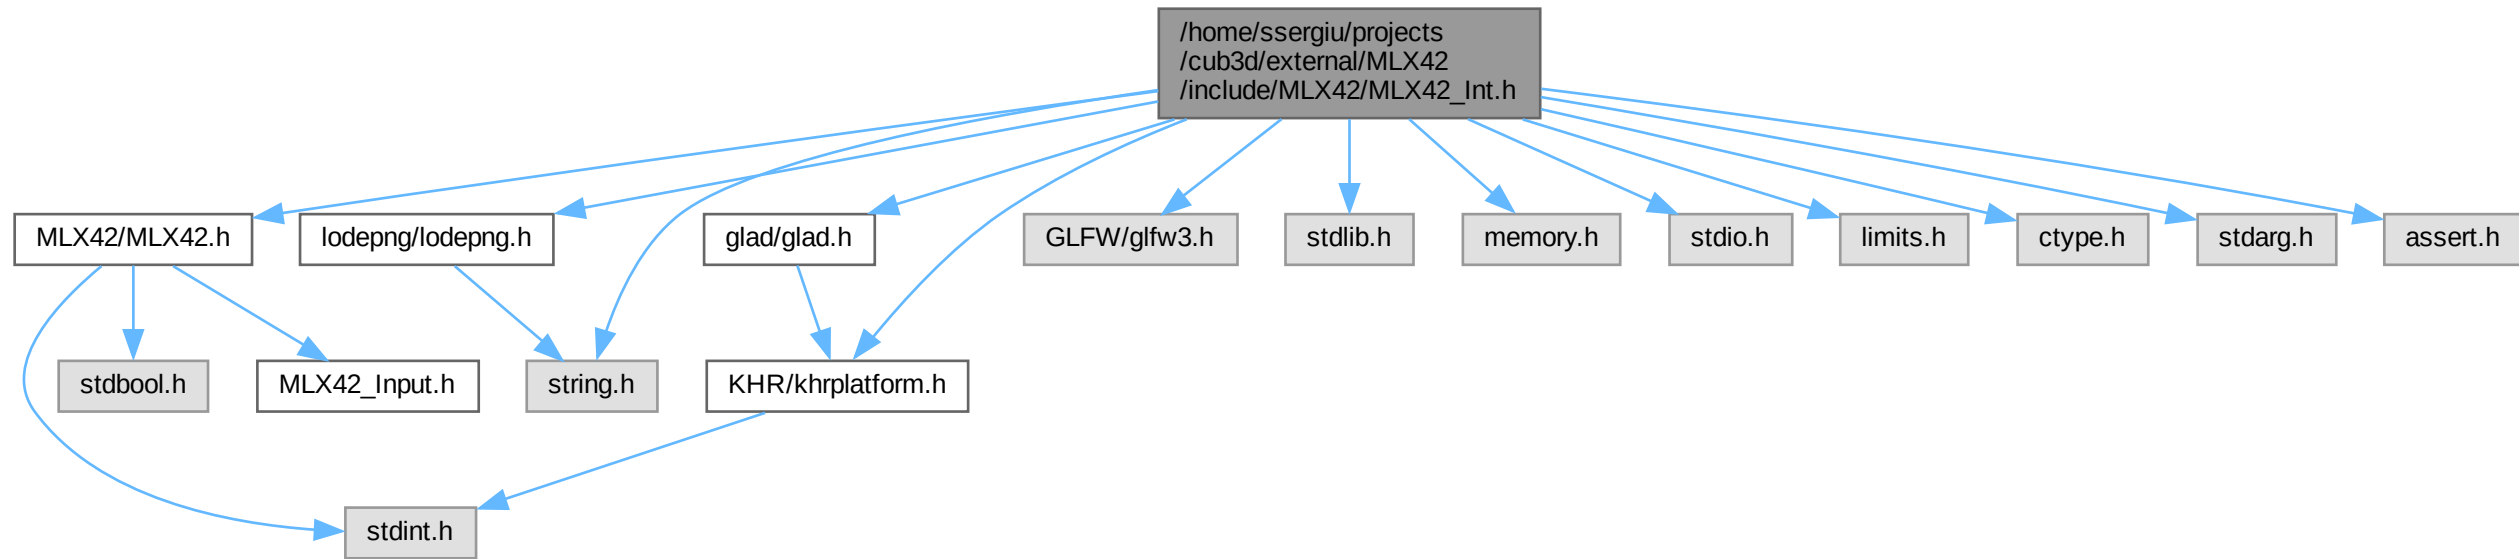 /home/ssergiu/projects
/cub3d/external/MLX42
/include/MLX42/MLX42_Int.h
MLX42/MLX42.h
lodepng/lodepng.h
glad/glad.h
GLFW/glfw3.h
stdlib.h
memory.h
stdio.h
limits.h
ctype.h
stdarg.h
assert.h
stdbool.h
MLX42_Input.h
string.h
KHR/khrplatform.h
stdint.h